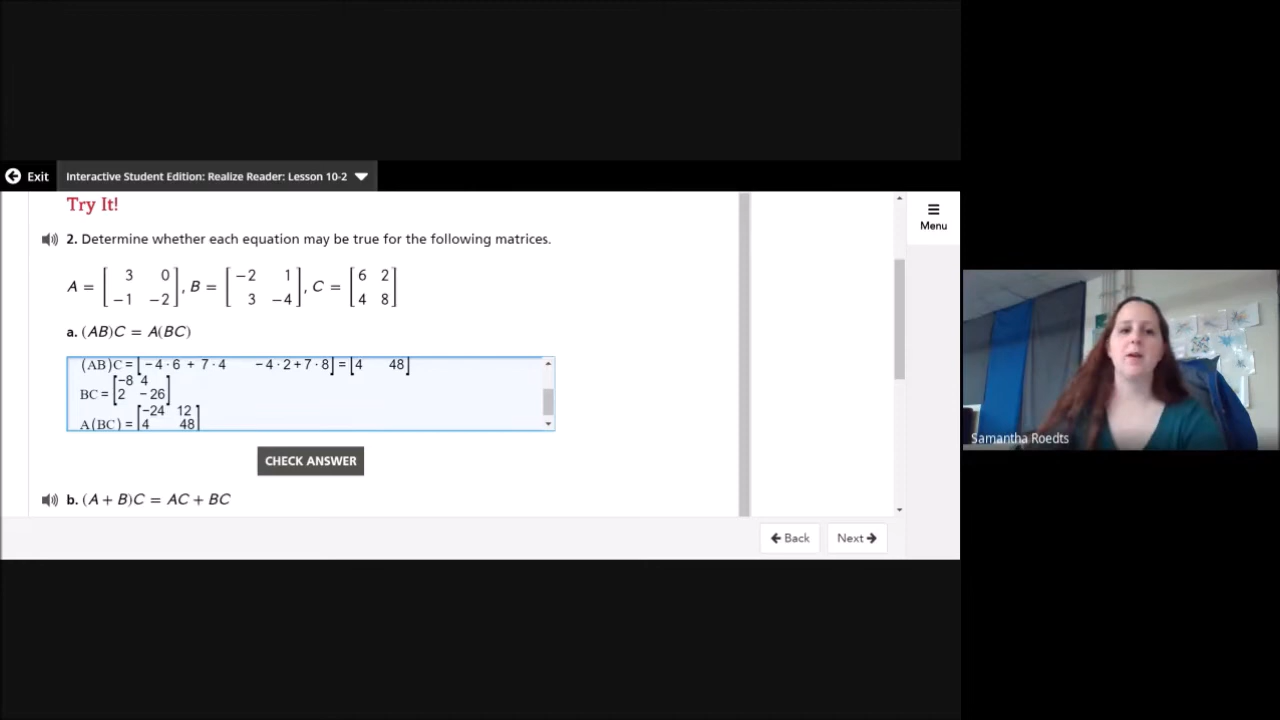 Exit Interactive Student Edition: Realize Reader: Lesson 10-2
Menu
Try It!
2. Determine whether each equation may be true for the following matrices.
A = [3 0; −1 −2], B = [−2 1; 3 −4], C = [6 2; 4 8]
a. (AB)C = A(BC)
(AB)C = [−4·6 + 7·4 −4·2+7·8] = [4 48]
BC = [−8 4; 2 −26]
A(BC) = [−24 12; 4 48]
CHECK ANSWER
b. (A + B)C = AC + BC
Back Next
Samantha Roedts